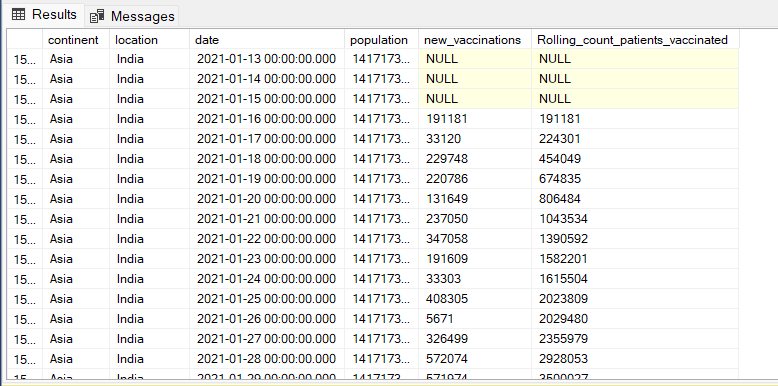 Results Messages
continent location date population new_vaccinations Rolling_count_patients_vaccinated
15... Asia India 2021-01-13 00:00:00.000 1417173... NULL NULL
15... Asia India 2021-01-14 00:00:00.000 1417173... NULL NULL
15... Asia India 2021-01-15 00:00:00.000 1417173... NULL NULL
15... Asia India 2021-01-16 00:00:00.000 1417173... 191181 191181
15... Asia India 2021-01-17 00:00:00.000 1417173... 33120 224301
15... Asia India 2021-01-18 00:00:00.000 1417173... 229748 454049
15... Asia India 2021-01-19 00:00:00.000 1417173... 220786 674835
15... Asia India 2021-01-20 00:00:00.000 1417173... 131649 806484
15... Asia India 2021-01-21 00:00:00.000 1417173... 237050 1043534
15... Asia India 2021-01-22 00:00:00.000 1417173... 347058 1390592
15... Asia India 2021-01-23 00:00:00.000 1417173... 191609 1582201
15... Asia India 2021-01-24 00:00:00.000 1417173... 33303 1615504
15... Asia India 2021-01-25 00:00:00.000 1417173... 408305 2023809
15... Asia India 2021-01-26 00:00:00.000 1417173... 5671 2029480
15... Asia India 2021-01-27 00:00:00.000 1417173... 326499 2355979
15... Asia India 2021-01-28 00:00:00.000 1417173... 572074 2928053
15... Asia India 2021-01-29 00:00:00.000 1417173... 571974 3500027